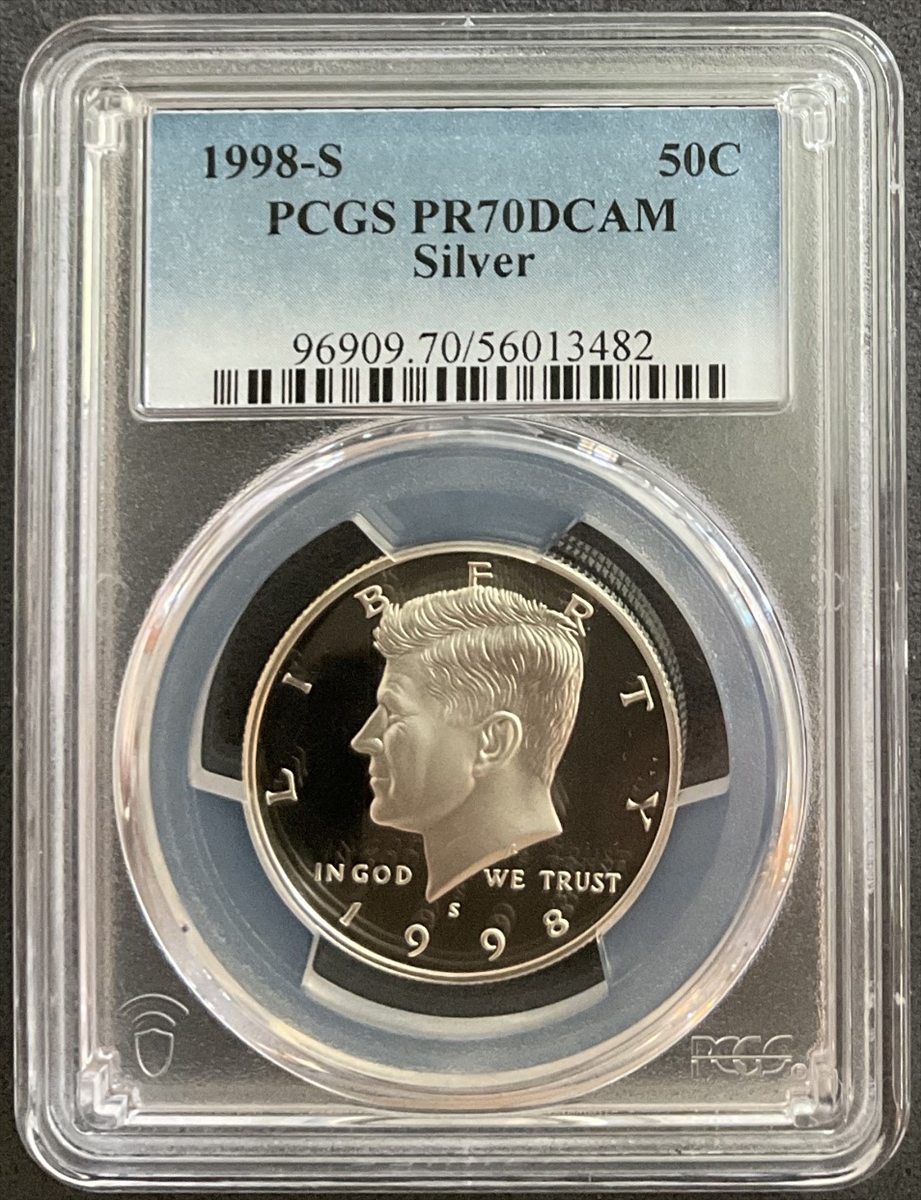 1998-S 50C
PCGS PR70DCAM
Silver
96909.70/56013482
LIBERTY
IN GOD WE TRUST
S
1998
PCGS